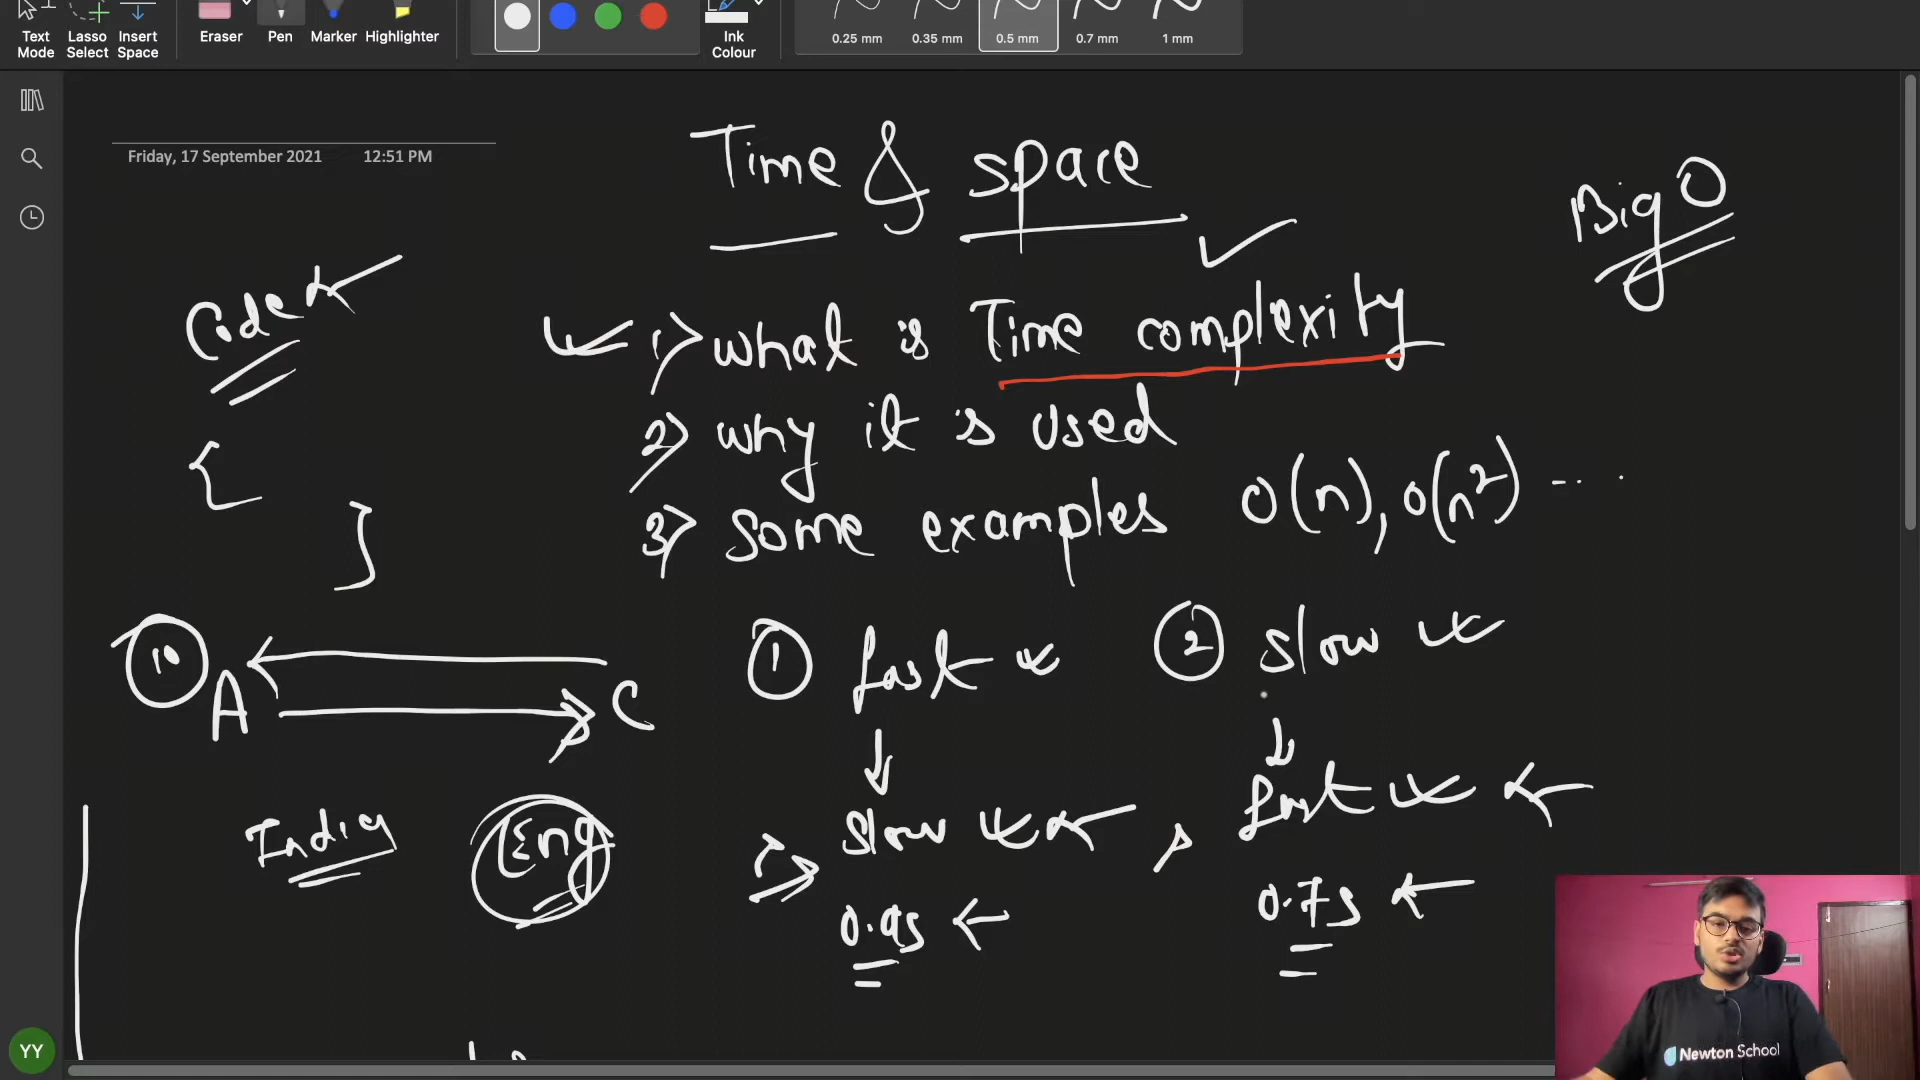 Text Mode
Lasso Select
Insert Space
Eraser
Pen
Marker
Highlighter
Ink Colour
0.25 mm
0.35 mm
0.5 mm
0.7 mm
1 mm
Friday, 17 September 2021 12:51 PM
Time & space
Big O
Code
1) what is Time complexity
2) why it is used
3) some examples O(n), O(n²) ....
{
}
10
A
C
1 fast
2 slow
India
Eng
slow
fast
0.9s
0.7s
YY
Newton School